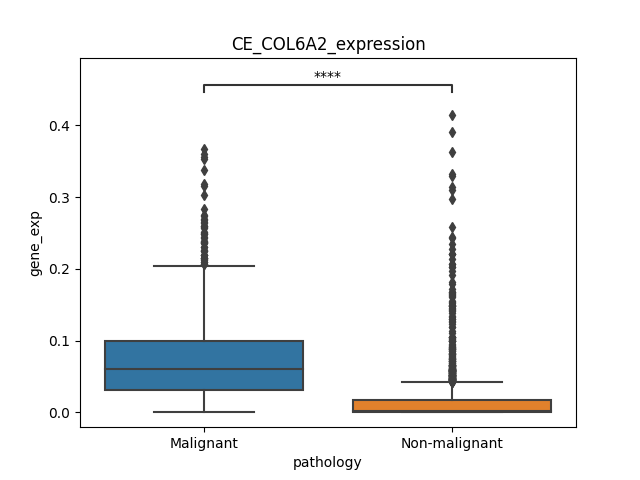 CE_COL6A2_expression
****
gene_exp
0.4
0.3
0.2
0.1
0.0
Malignant
Non-malignant
pathology